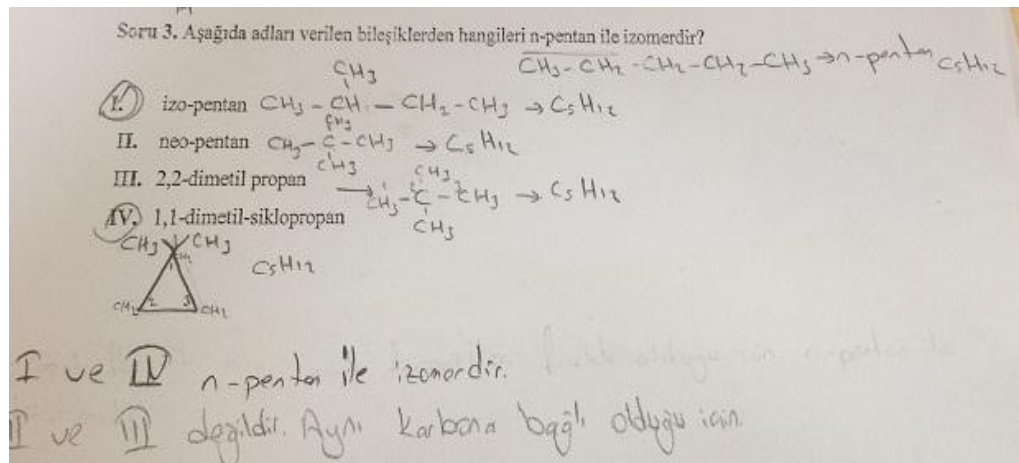 Soru 3. Aşağıda adları verilen bileşiklerden hangileri n-pentan ile izomerdir?
CH3-CH2-CH2-CH2-CH3 → n-pentan C5H12
CH3
I. izo-pentan CH3-CH-CH2-CH3 → C5H12
CH3
II. neo-pentan CH3-C-CH3 → C5H12
CH3
CH3
III. 2,2-dimetil propan → CH3-C-CH3 → C5H12
CH3
IV. 1,1-dimetil-siklopropan
CH3 CH3
1
C5H12
CH2 2 3 CH2
I ve IV n-pentan ile izomerdir.
II ve III değildir. Aynı karbona bağlı olduğu için.